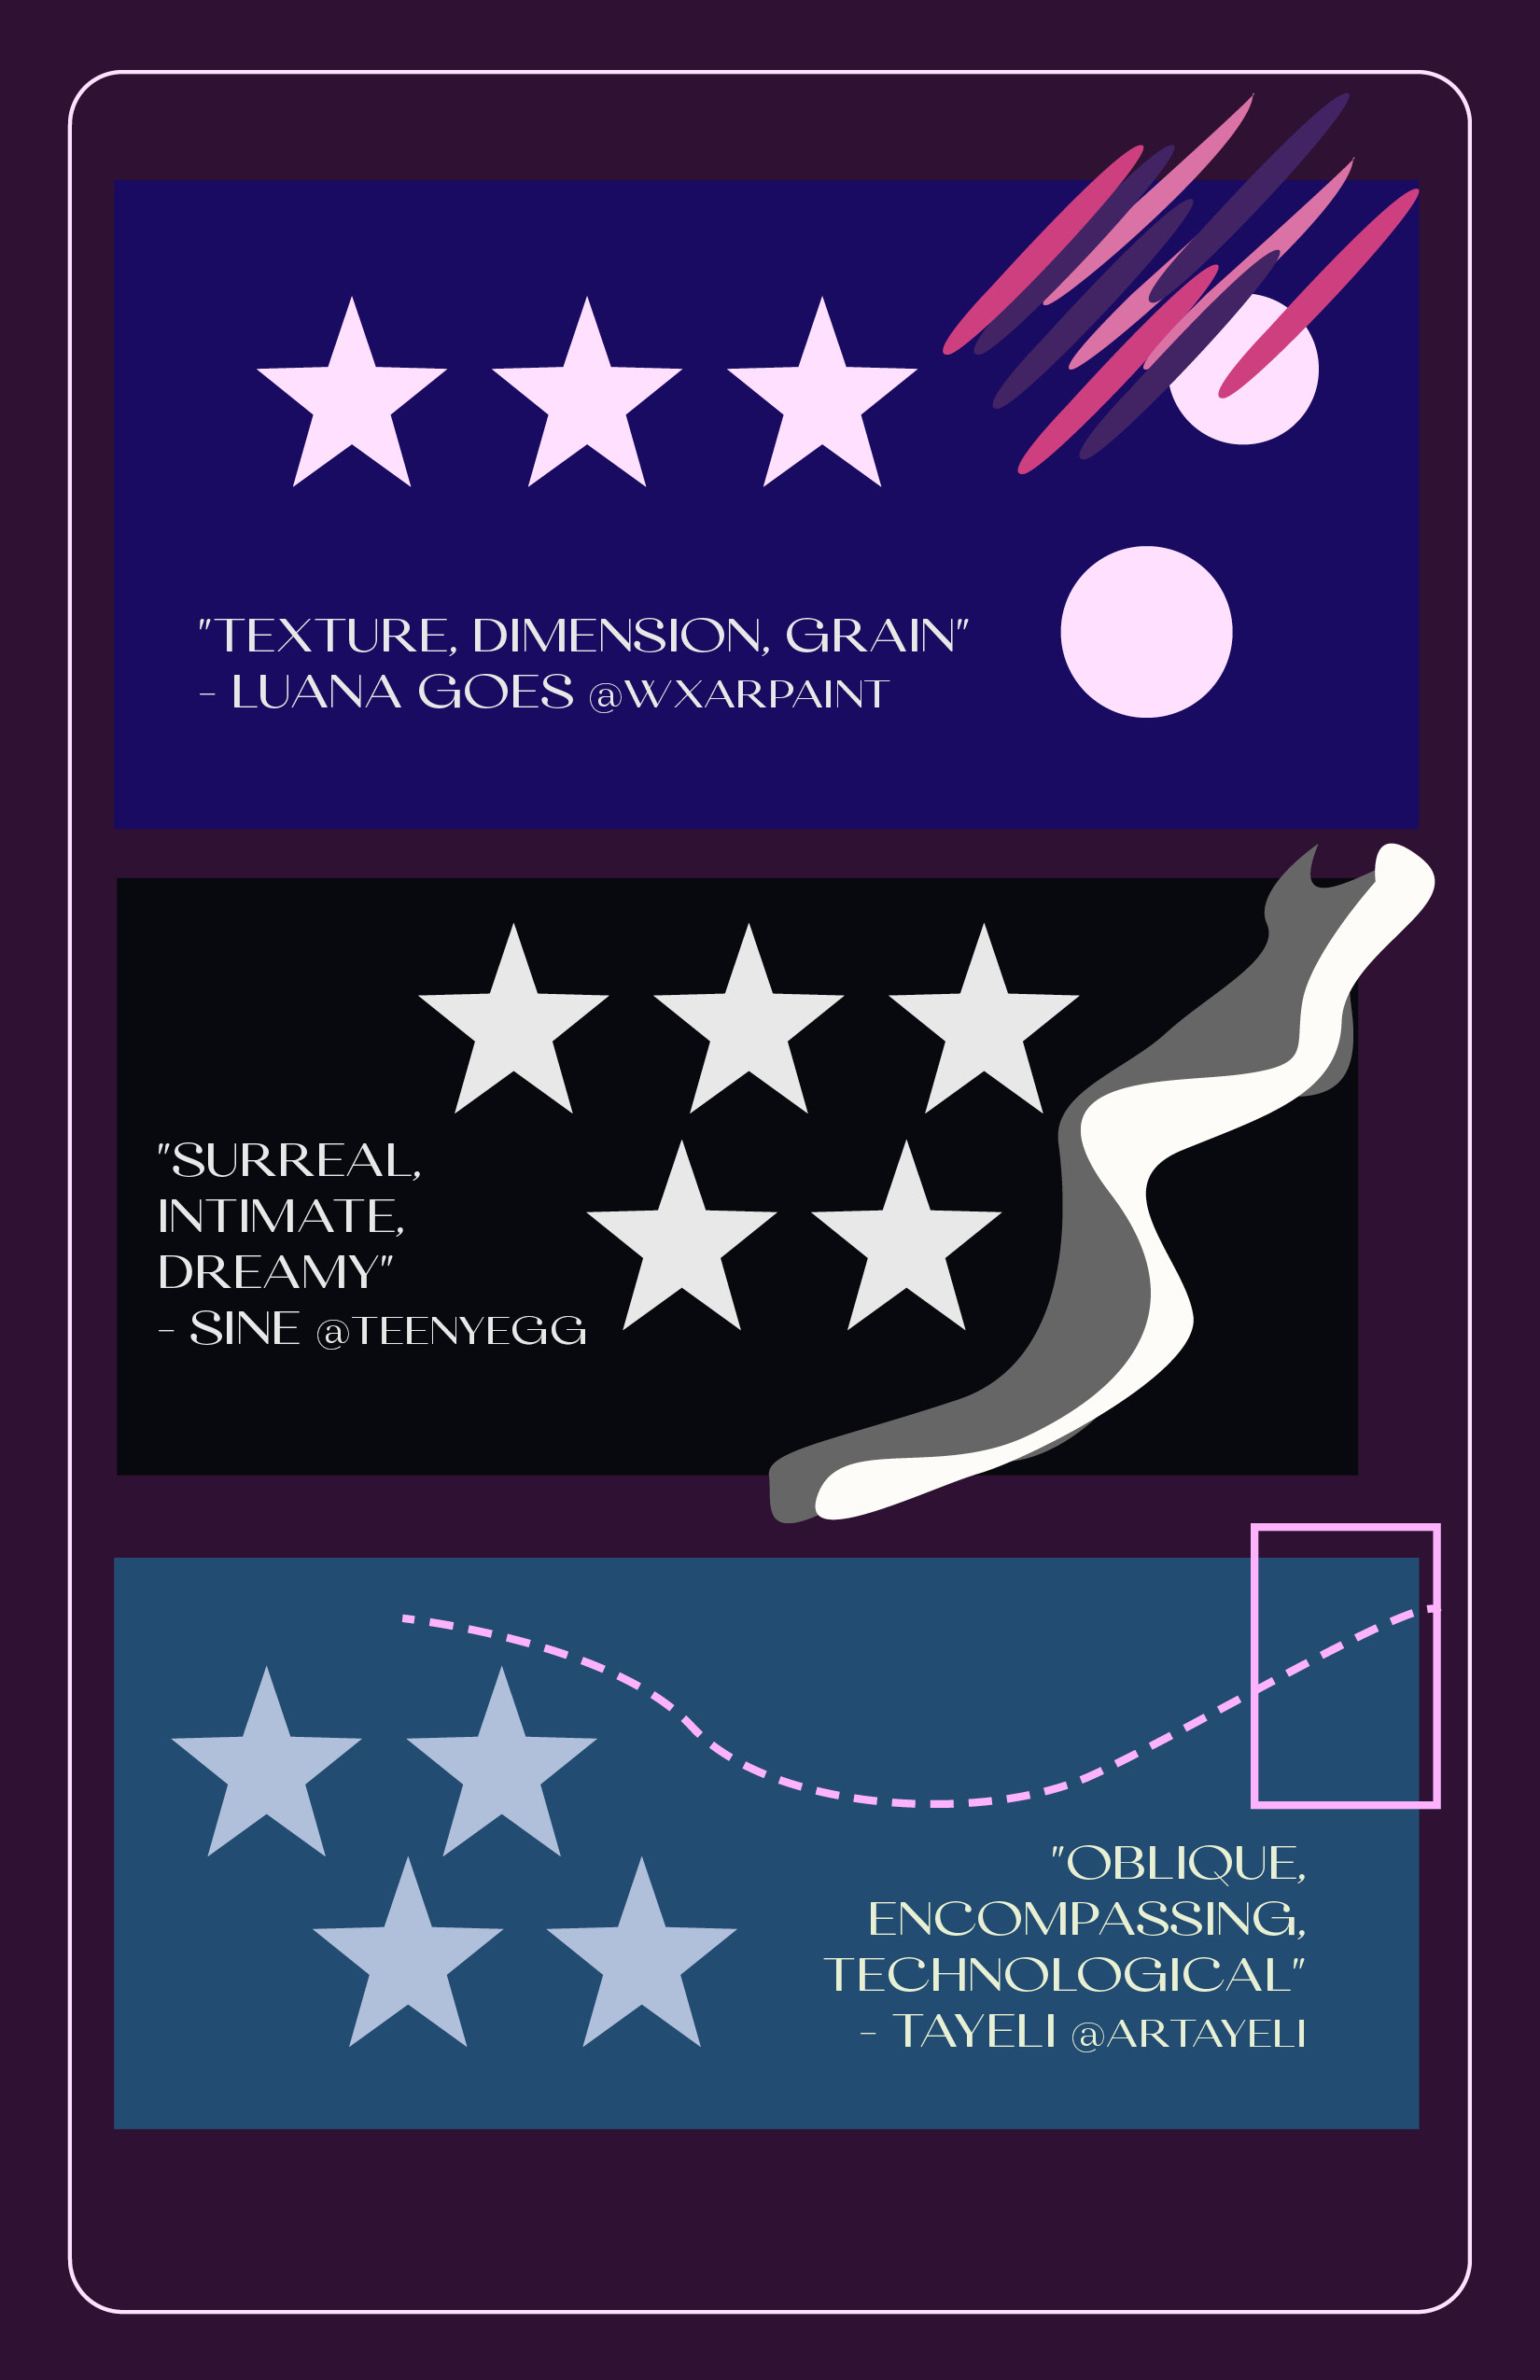 "TEXTURE, DIMENSION, GRAIN"
- LUANA GOES @WXARPAINT
"SURREAL,
INTIMATE,
DREAMY"
- SINE @TEENYEGG
"OBLIQUE,
ENCOMPASSING,
TECHNOLOGICAL"
- TAYELI @ARTAYELI